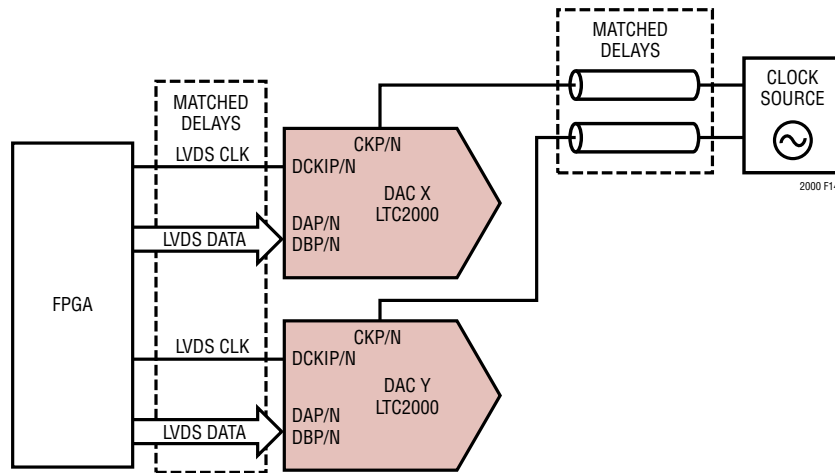 MATCHED
DELAYS
CLOCK
SOURCE
2000 F14
MATCHED
DELAYS
LVDS CLK
CKP/N
DCKIP/N
DAC X
LTC2000
DAP/N
DBP/N
LVDS DATA
FPGA
LVDS CLK
CKP/N
DCKIP/N
DAC Y
LTC2000
DAP/N
DBP/N
LVDS DATA